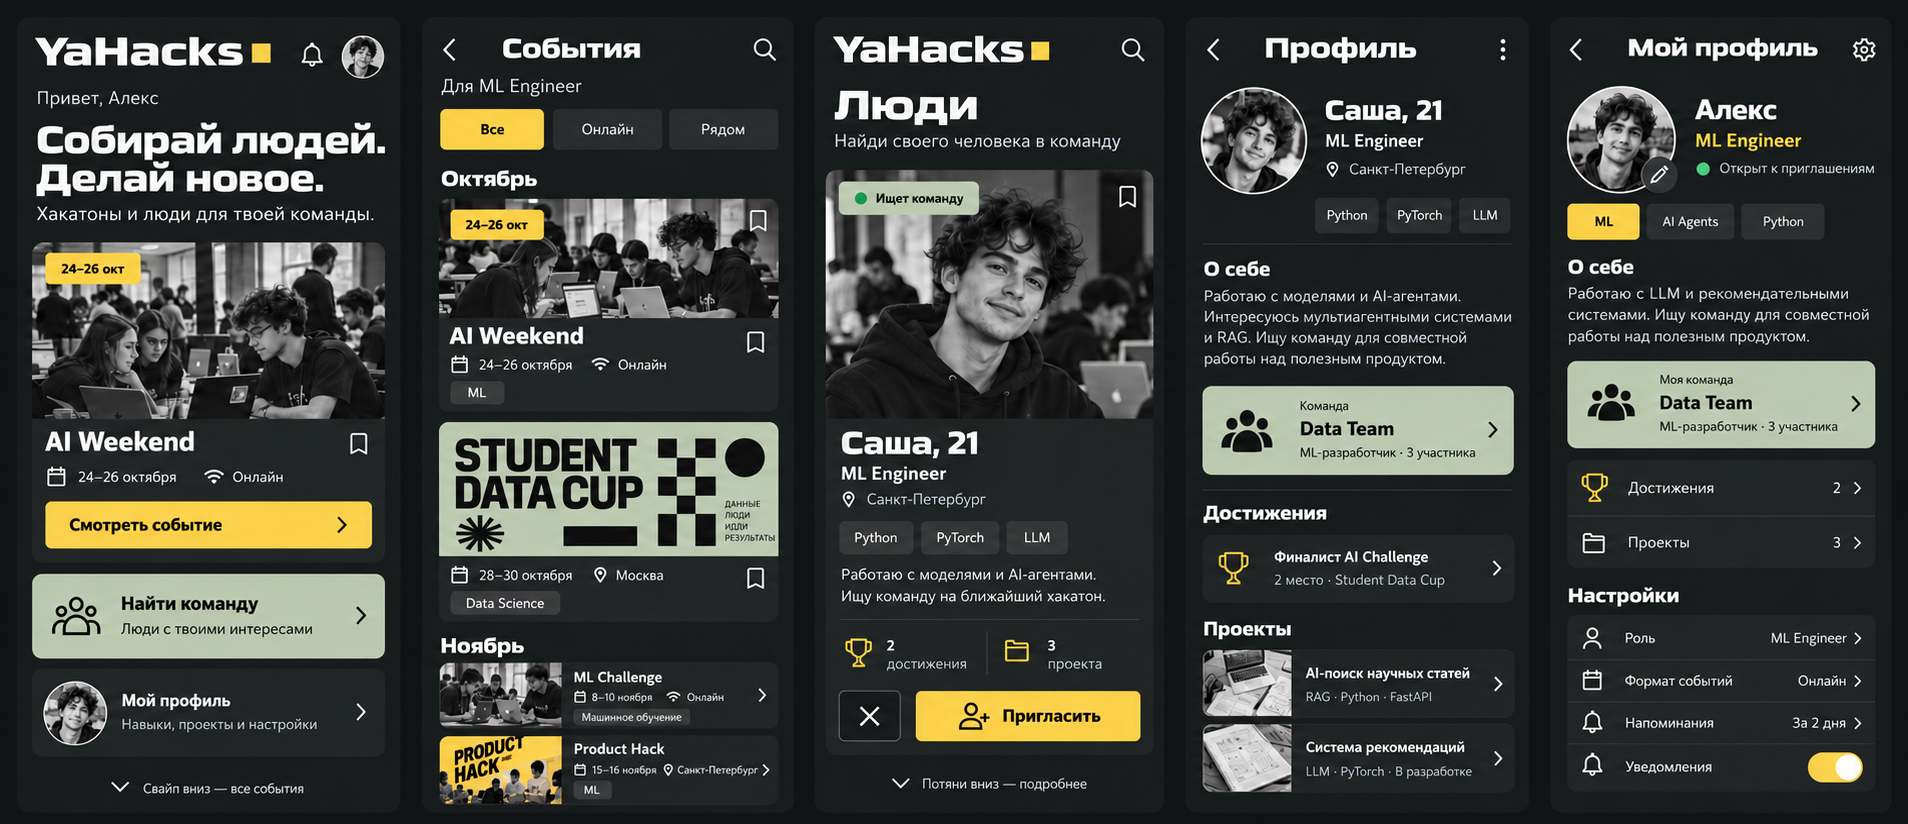 YaHacks
Привет, Алекс
Собирай людей.
Делай новое.
Хакатоны и люди для твоей команды.
24–26 окт
AI Weekend
24–26 октября Онлайн
Смотреть событие
Найти команду
Люди с твоими интересами
Мой профиль
Навыки, проекты и настройки
Свайп вниз — все события
События
Для ML Engineer
Все Онлайн Рядом
Октябрь
24–26 окт
AI Weekend
24–26 октября Онлайн
ML
STUDENT
DATA CUP
ДАННЫЕ
ЛЮДИ
ИДЛИ
РЕЗУЛЬТАТЫ
28–30 октября Москва
Data Science
Ноябрь
ML Challenge
8–10 ноября Онлайн
Машинное обучение
PRODUCT
HACK
Product Hack
15–16 ноября Санкт-Петербург
ML
YaHacks
Люди
Найди своего человека в команду
Ищет команду
Саша, 21
ML Engineer
Санкт-Петербург
Python PyTorch LLM
Работаю с моделями и AI-агентами.
Ищу команду на ближайший хакатон.
2
достижения
3
проекта
Пригласить
Потяни вниз — подробнее
Профиль
Саша, 21
ML Engineer
Санкт-Петербург
Python PyTorch LLM
О себе
Работаю с моделями и AI-агентами.
Интересуюсь мультиагентными системами
и RAG. Ищу команду для совместной
работы над полезным продуктом.
Команда
Data Team
ML-разработчик · 3 участника
Достижения
Финалист AI Challenge
2 место · Student Data Cup
Проекты
AI-поиск научных статей
RAG · Python · FastAPI
Система рекомендаций
LLM · PyTorch · В разработке
Мой профиль
Алекс
ML Engineer
Открыт к приглашениям
ML AI Agents Python
О себе
Работаю с LLM и рекомендательными
системами. Ищу команду для совместной
работы над полезным продуктом.
Моя команда
Data Team
ML-разработчик · 3 участника
Достижения 2
Проекты 3
Настройки
Роль ML Engineer
Формат событий Онлайн
Напоминания За 2 дня
Уведомления